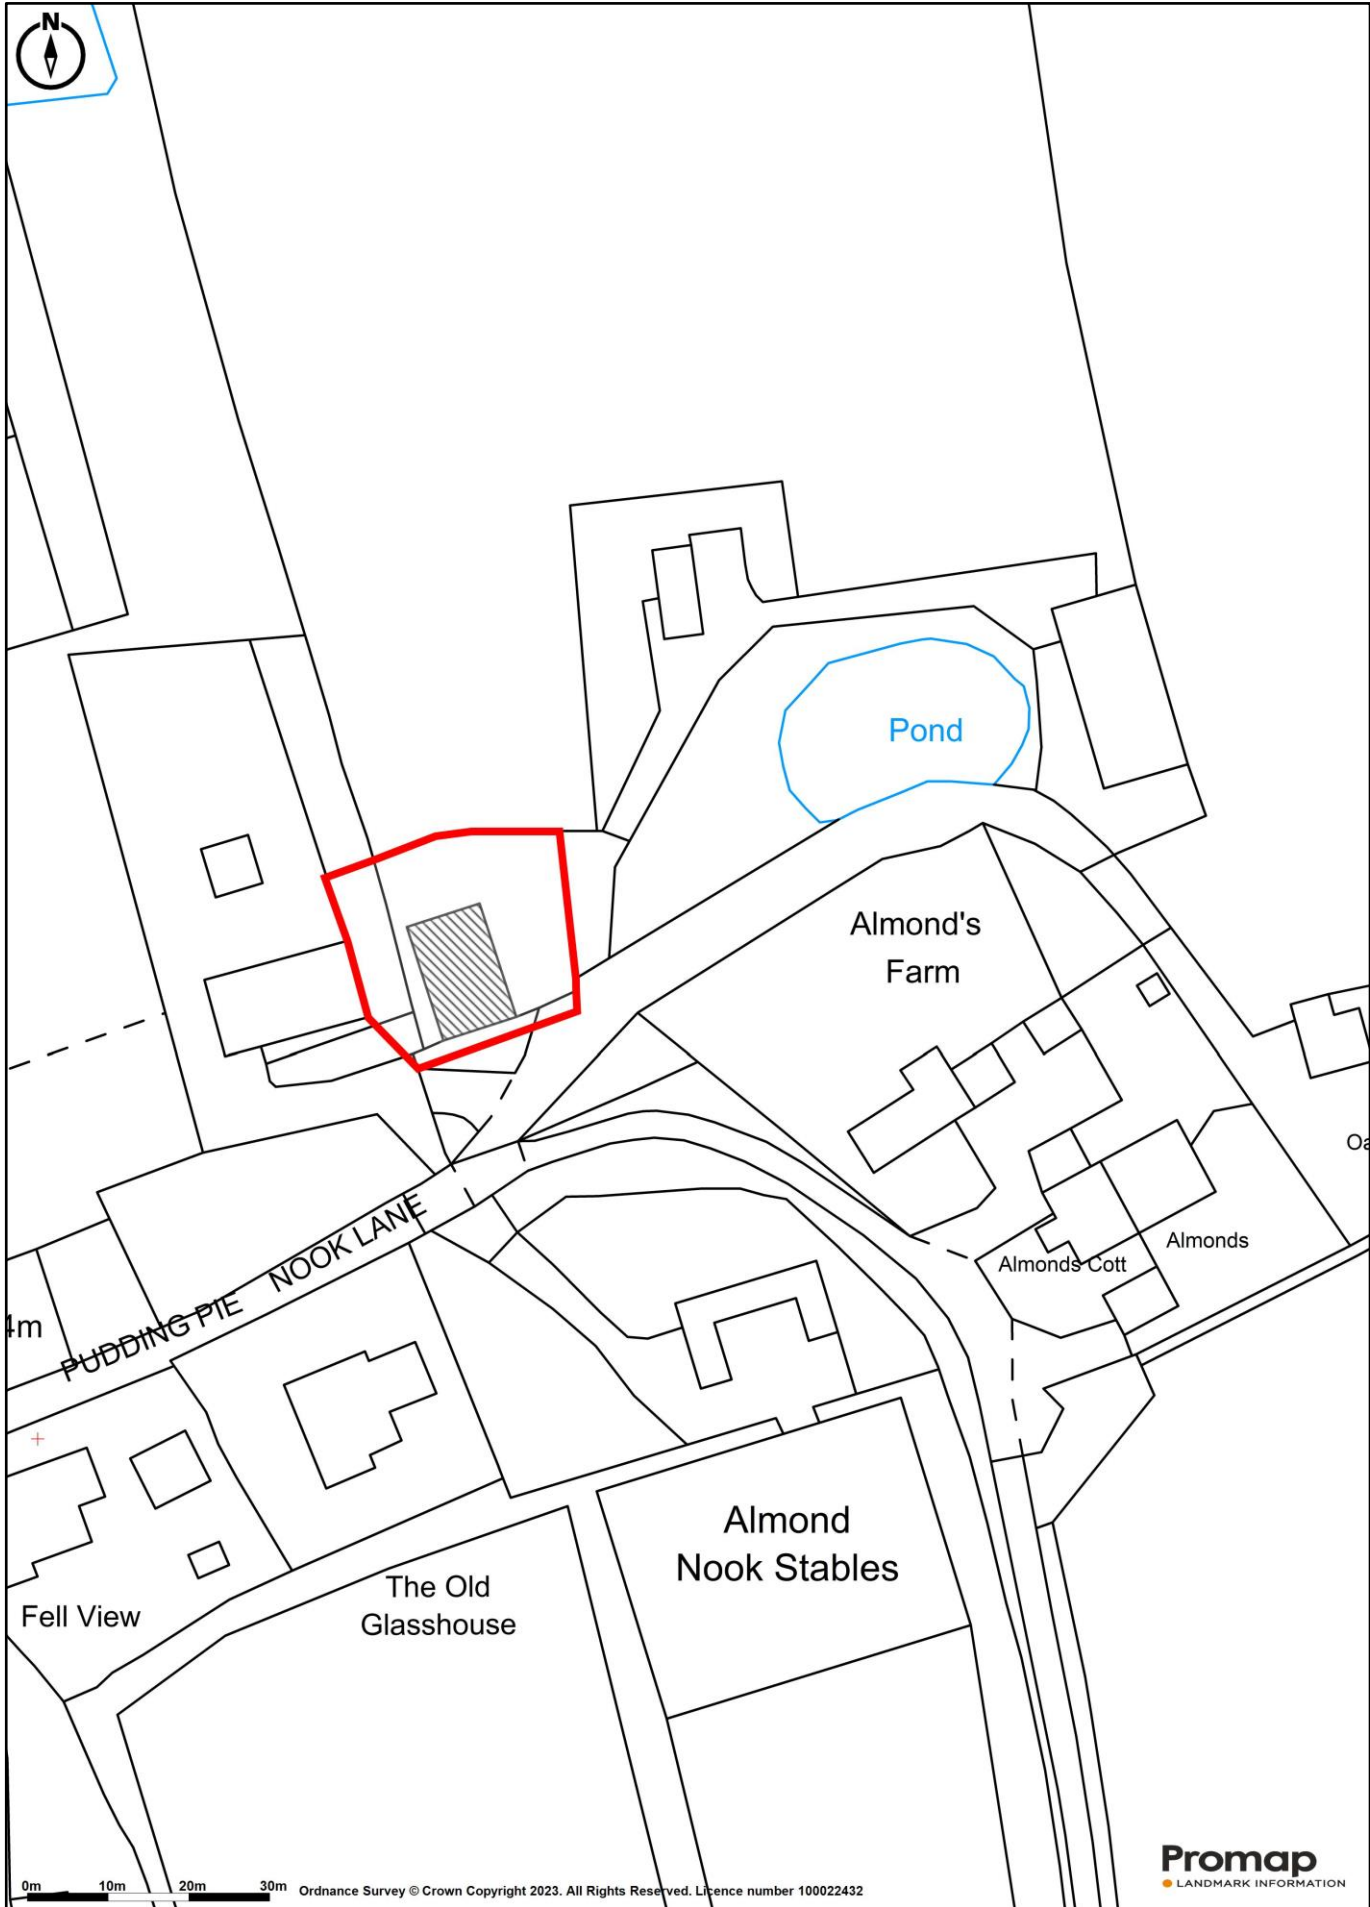 N
Pond
Almond's
Farm
Almonds
Almonds Cott
PUDDING PIE NOOK LANE
4m
Almond
Nook Stables
The Old
Glasshouse
Fell View
Promap
LANDMARK INFORMATION
0m 10m 20m 30m
Ordnance Survey © Crown Copyright 2023. All Rights Reserved. Licence number 100022432